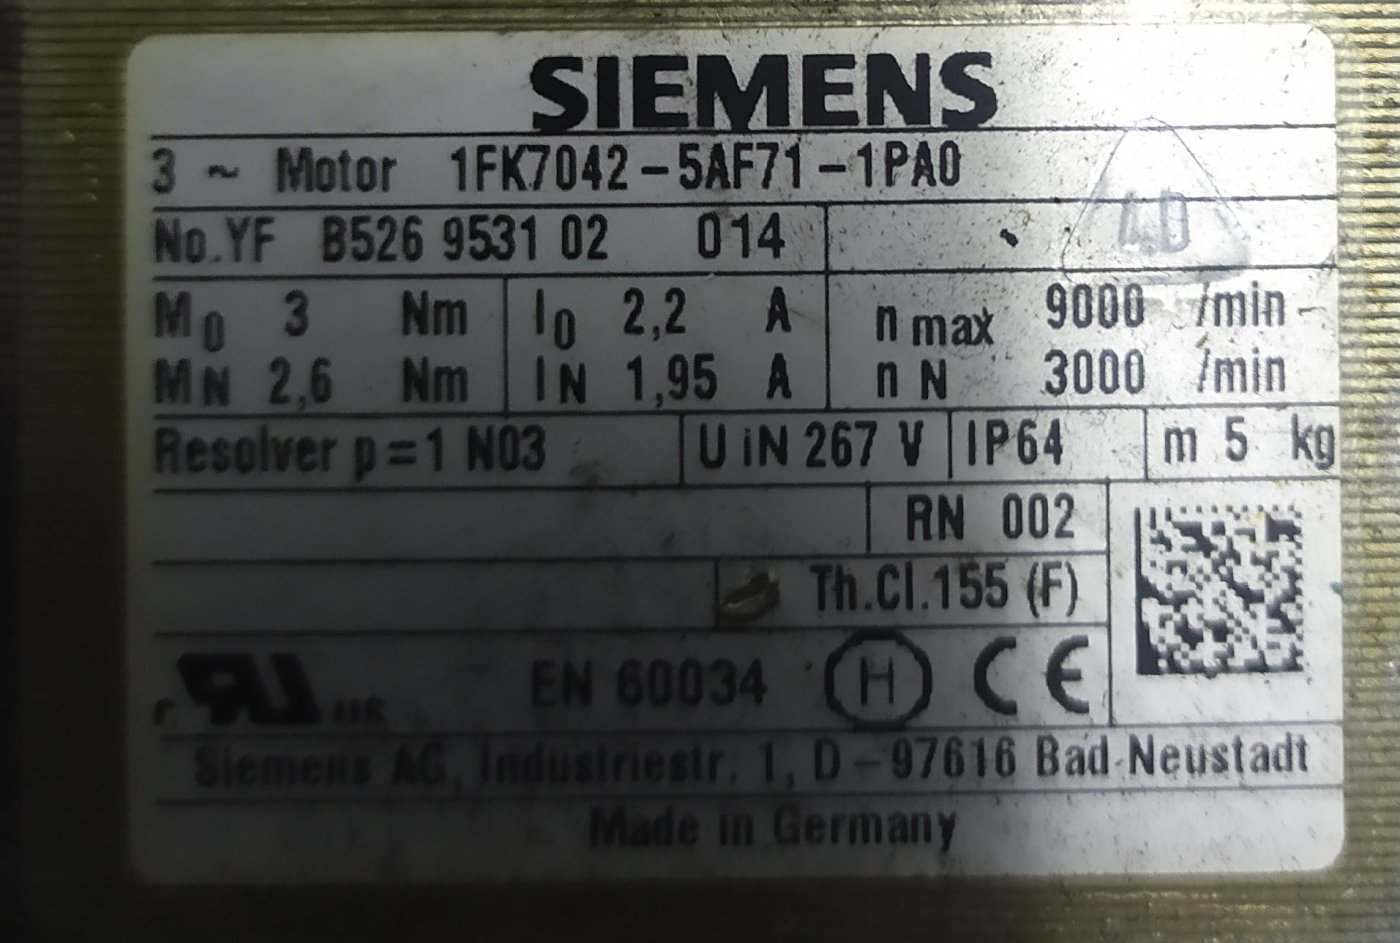 SIEMENS
3 ~ Motor 1FK7042-5AF71-1PA0
No.YF B526 9531 02 014
M0 3 Nm I0 2,2 A n max 9000 /min
MN 2,6 Nm IN 1,95 A n N 3000 /min
Resolver p=1 N03 U iN 267 V IP64 m 5 kg
RN 002
Th.Cl.155 (F)
EN 60034 H CE
Siemens AG, Industriestr. 1, D-97616 Bad Neustadt
Made in Germany